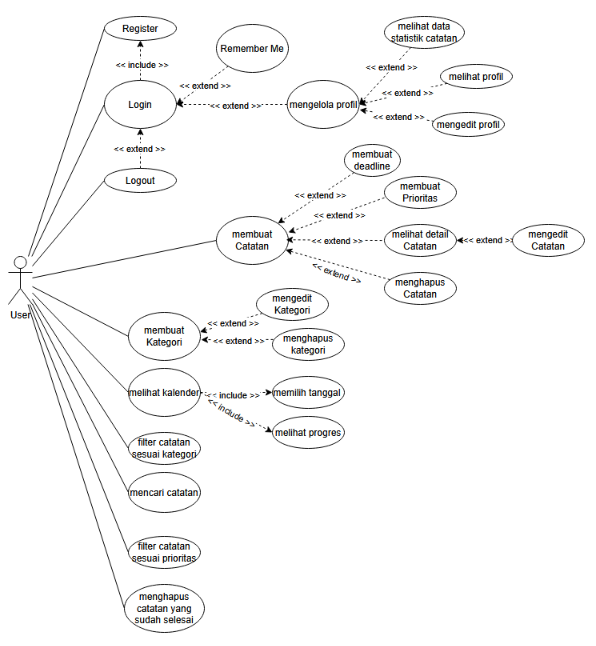 Register
<< include >>
Login
<< extend >>
Logout
Remember Me
<< extend >>
<< extend >>
mengelola profil
melihat data
statistik catatan
<< extend >>
melihat profil
<< extend >>
<< extend >>
mengedit profil
membuat
deadline
<< extend >>
membuat
Prioritas
<< extend >>
membuat
Catatan
<< extend >>
melihat detail
Catatan
<< extend >>
mengedit
Catatan
<< extend >>
menghapus
Catatan
User
mengedit
Kategori
<< extend >>
membuat
Kategori
<< extend >>
menghapus
kategori
melihat kalender
<< include >>
memilih tanggal
<< include >>
melihat progres
filter catatan
sesuai kategori
mencari catatan
filter catatan
sesuai prioritas
menghapus
catatan yang
sudah selesai